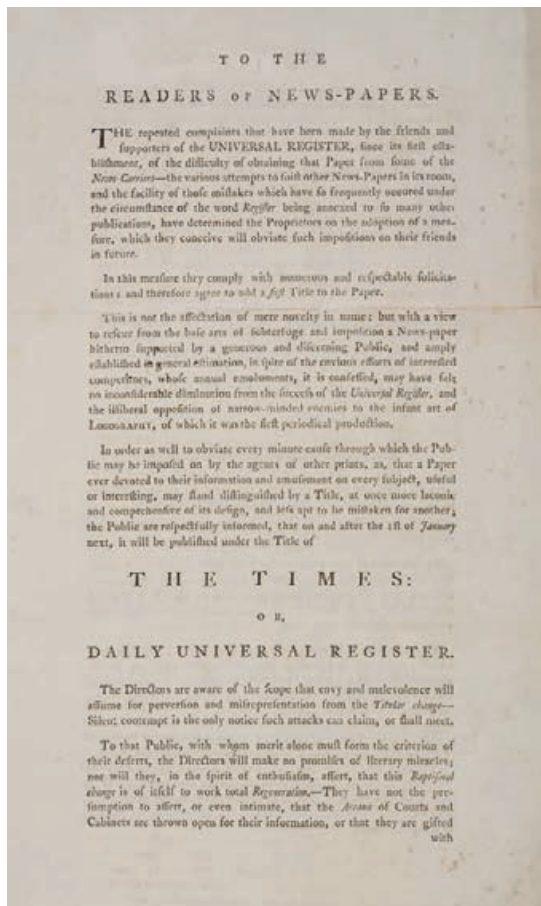 TO THE
READERS OF NEWS-PAPERS.
THE repeated complaints that have been made by the friends and
ſupporters of the UNIVERSAL REGISTER, ſince its firſt eſta-
bliſhment, of the difficulty of obtaining that Paper from ſome of the
News-Carriers—the various attempts to foiſt other News-Papers in its room,
and the facility of thoſe miſtakes which have ſo frequently occured under
the circumſtance of the word Regiſter being annexed to ſo many other
publications, have determined the Proprietors on the adoption of a mea-
ſure, which they conceive will obviate ſuch impoſitions on their friends
in future.
In this meaſure they comply with numerous and reſpectable ſolicita-
tions; and therefore agree to add a firſt Title to the Paper.
This is not the affectation of mere novelty in name; but with a view
to reſcue from the baſe arts of ſubterfuge and impoſition a News-paper
hitherto ſupported by a generous and diſcerning Public, and amply
eſtabliſhed in general eſtimation, in ſpite of the envious efforts of intereſted
competitors, whoſe annual emoluments, it is confeſſed, may have felt
no inconſiderable diminution from the ſucceſs of the Univerſal Regiſter, and
the illiberal oppoſition of narrow-minded enemies to the infant art of
LOGOGRAPHY, of which it was the firſt periodical production.
In order as well to obviate every minute cauſe through which the Pub-
lic may be impoſed on by the agents of other prints, as, that a Paper
ever devoted to their information and amuſement on every ſubject, uſeful
or intereſting, may ſtand diſtinguiſhed by a Title, at once more laconic
and comprehenſive of its deſign, and leſs apt to be miſtaken for another;
the Public are reſpectfully informed, that on and after the 1ſt of January
next, it will be publiſhed under the Title of
THE TIMES:
OR,
DAILY UNIVERSAL REGISTER.
The Directors are aware of the ſcope that envy and malevolence will
aſſume for perverſion and miſrepreſentation from the Titular change—
Silent contempt is the only notice ſuch attacks can claim, or ſhall meet.
To that Public, with whom merit alone muſt form the criterion of
their deſerts, the Directors will make no promiſes of literary miracles;
nor will they, in the ſpirit of enthuſiaſm, aſſert, that this Baptiſmal
change is of itſelf to work total Regeneration.—They have not the pre-
ſumption to aſſert, or even intimate, that the Arcana of Courts and
Cabinets are thrown open for their information, or that they are gifted
with